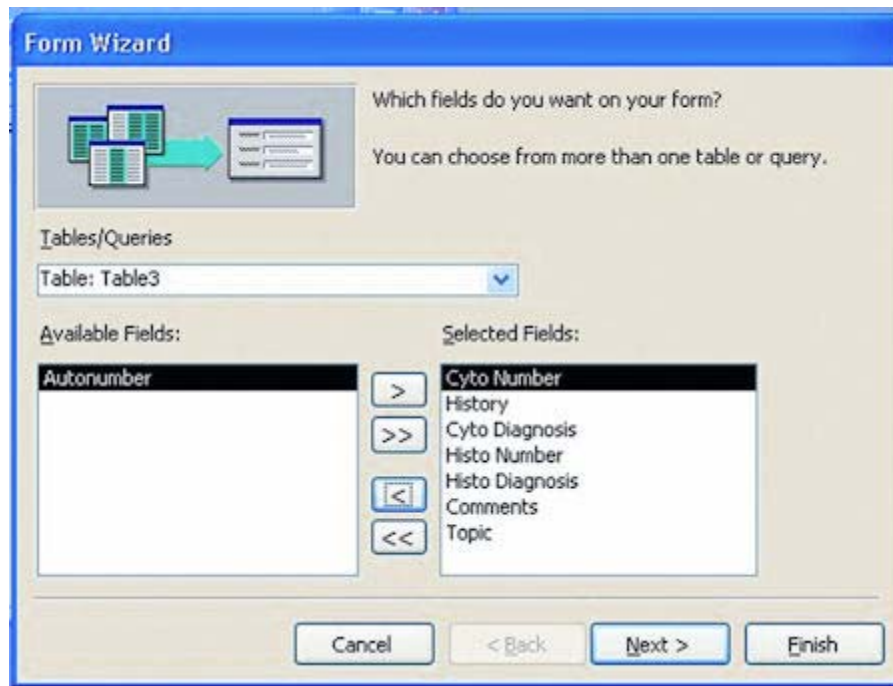 Form Wizard
Which fields do you want on your form?
You can choose from more than one table or query.
Tables/Queries
Table: Table3
Available Fields:
Selected Fields:
Autonumber
>
>>
<
<<
Cyto Number
History
Cyto Diagnosis
Histo Number
Histo Diagnosis
Comments
Topic
Cancel
< Back
Next >
Finish